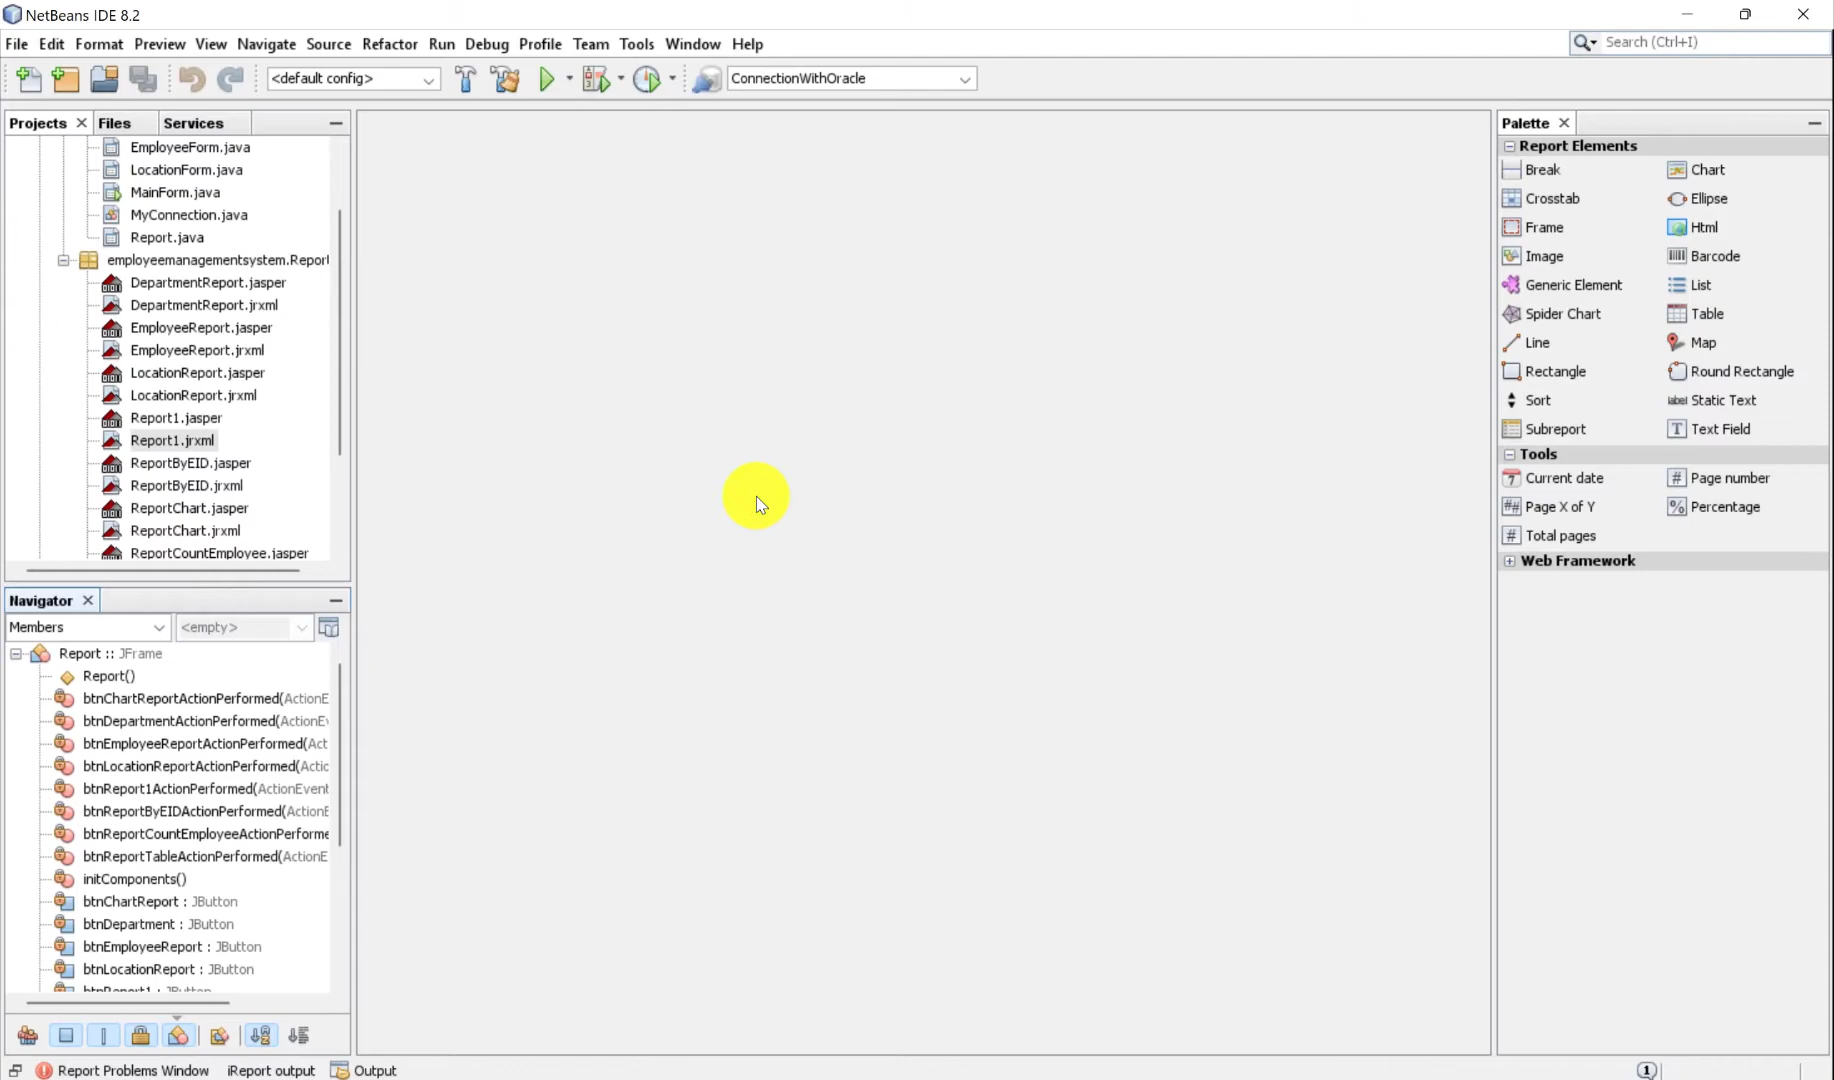 NetBeans IDE 8.2
File Edit Format Preview View Navigate Source Refactor Run Debug Profile Team Tools Window Help
Search (Ctrl+I)
<default config>
ConnectionWithOracle
Projects Files Services
EmployeeForm.java
LocationForm.java
MainForm.java
MyConnection.java
Report.java
employeemanagementsystem.Report
DepartmentReport.jasper
DepartmentReport.jrxml
EmployeeReport.jasper
EmployeeReport.jrxml
LocationReport.jasper
LocationReport.jrxml
Report1.jasper
Report1.jrxml
ReportByEID.jasper
ReportByEID.jrxml
ReportChart.jasper
ReportChart.jrxml
ReportCountEmployee.jasper
Navigator
Members <empty>
Report :: JFrame
Report()
btnChartReportActionPerformed(ActionE
btnDepartmentActionPerformed(ActionEv
btnEmployeeReportActionPerformed(Act
btnLocationReportActionPerformed(Actio
btnReport1ActionPerformed(ActionEvent
btnReportByEIDActionPerformed(ActionE
btnReportCountEmployeeActionPerforme
btnReportTableActionPerformed(ActionE
initComponents()
btnChartReport : JButton
btnDepartment : JButton
btnEmployeeReport : JButton
btnLocationReport : JButton
btnReport1 : JButton
Palette
Report Elements
Break Chart
Crosstab Ellipse
Frame Html
Image Barcode
Generic Element List
Spider Chart Table
Line Map
Rectangle Round Rectangle
Sort label Static Text
Subreport Text Field
Tools
Current date Page number
Page X of Y Percentage
Total pages
Web Framework
Report Problems Window iReport output Output
1